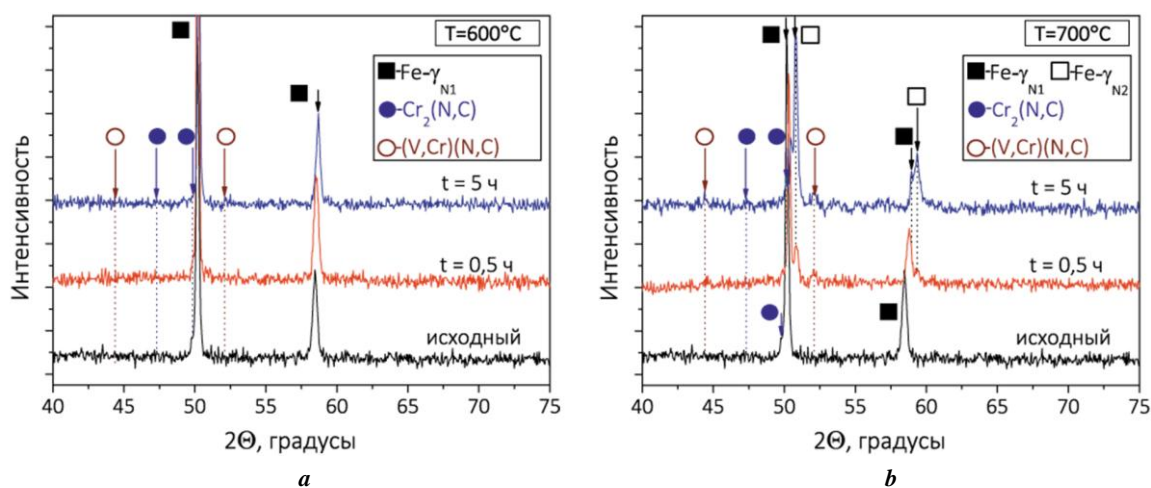 T=600°C
Fe-γN1
Cr2(N,C)
(V,Cr)(N,C)
t = 5 ч
t = 0,5 ч
исходный
Интенсивность
40 45 50 55 60 65 70 75
2Θ, градусы
a
T=700°C
Fe-γN1 Fe-γN2
Cr2(N,C)
(V,Cr)(N,C)
t = 5 ч
t = 0,5 ч
исходный
Интенсивность
40 45 50 55 60 65 70 75
2Θ, градусы
b